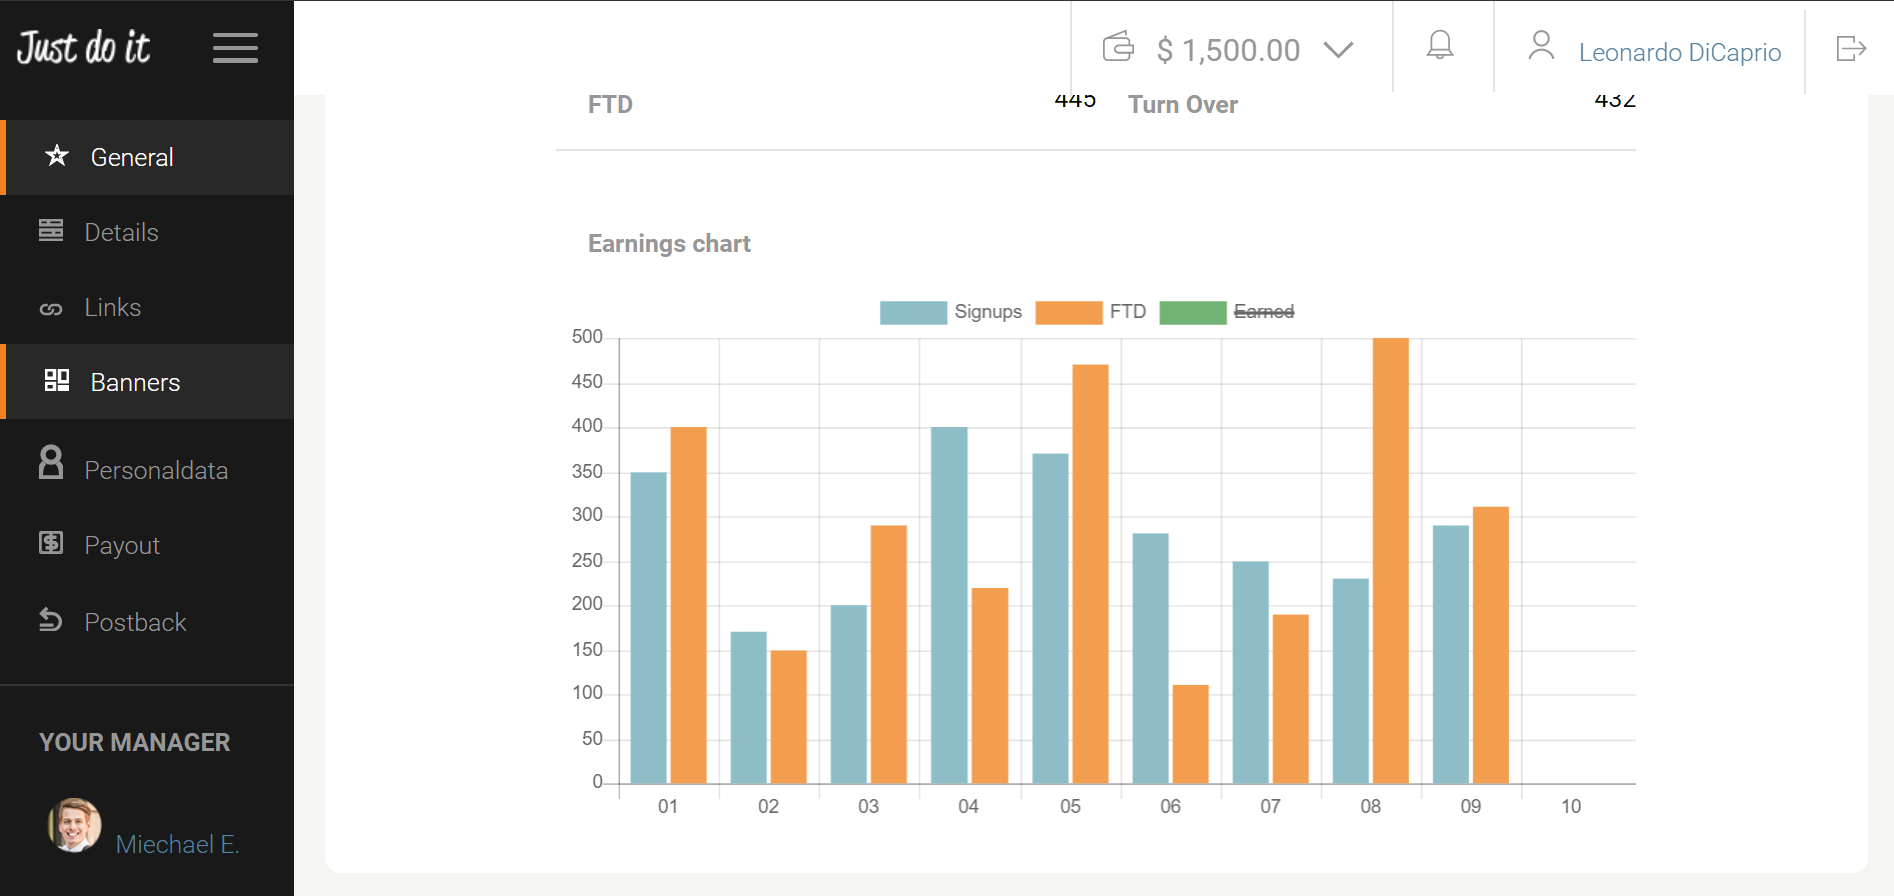 Just do it
$ 1,500.00
Leonardo DiCaprio
FTD 445 Turn Over 432
General
Details
Links
Banners
Personaldata
Payout
Postback
YOUR MANAGER
Miechael E.
Earnings chart
Signups FTD Earned
500
450
400
350
300
250
200
150
100
50
0
01 02 03 04 05 06 07 08 09 10